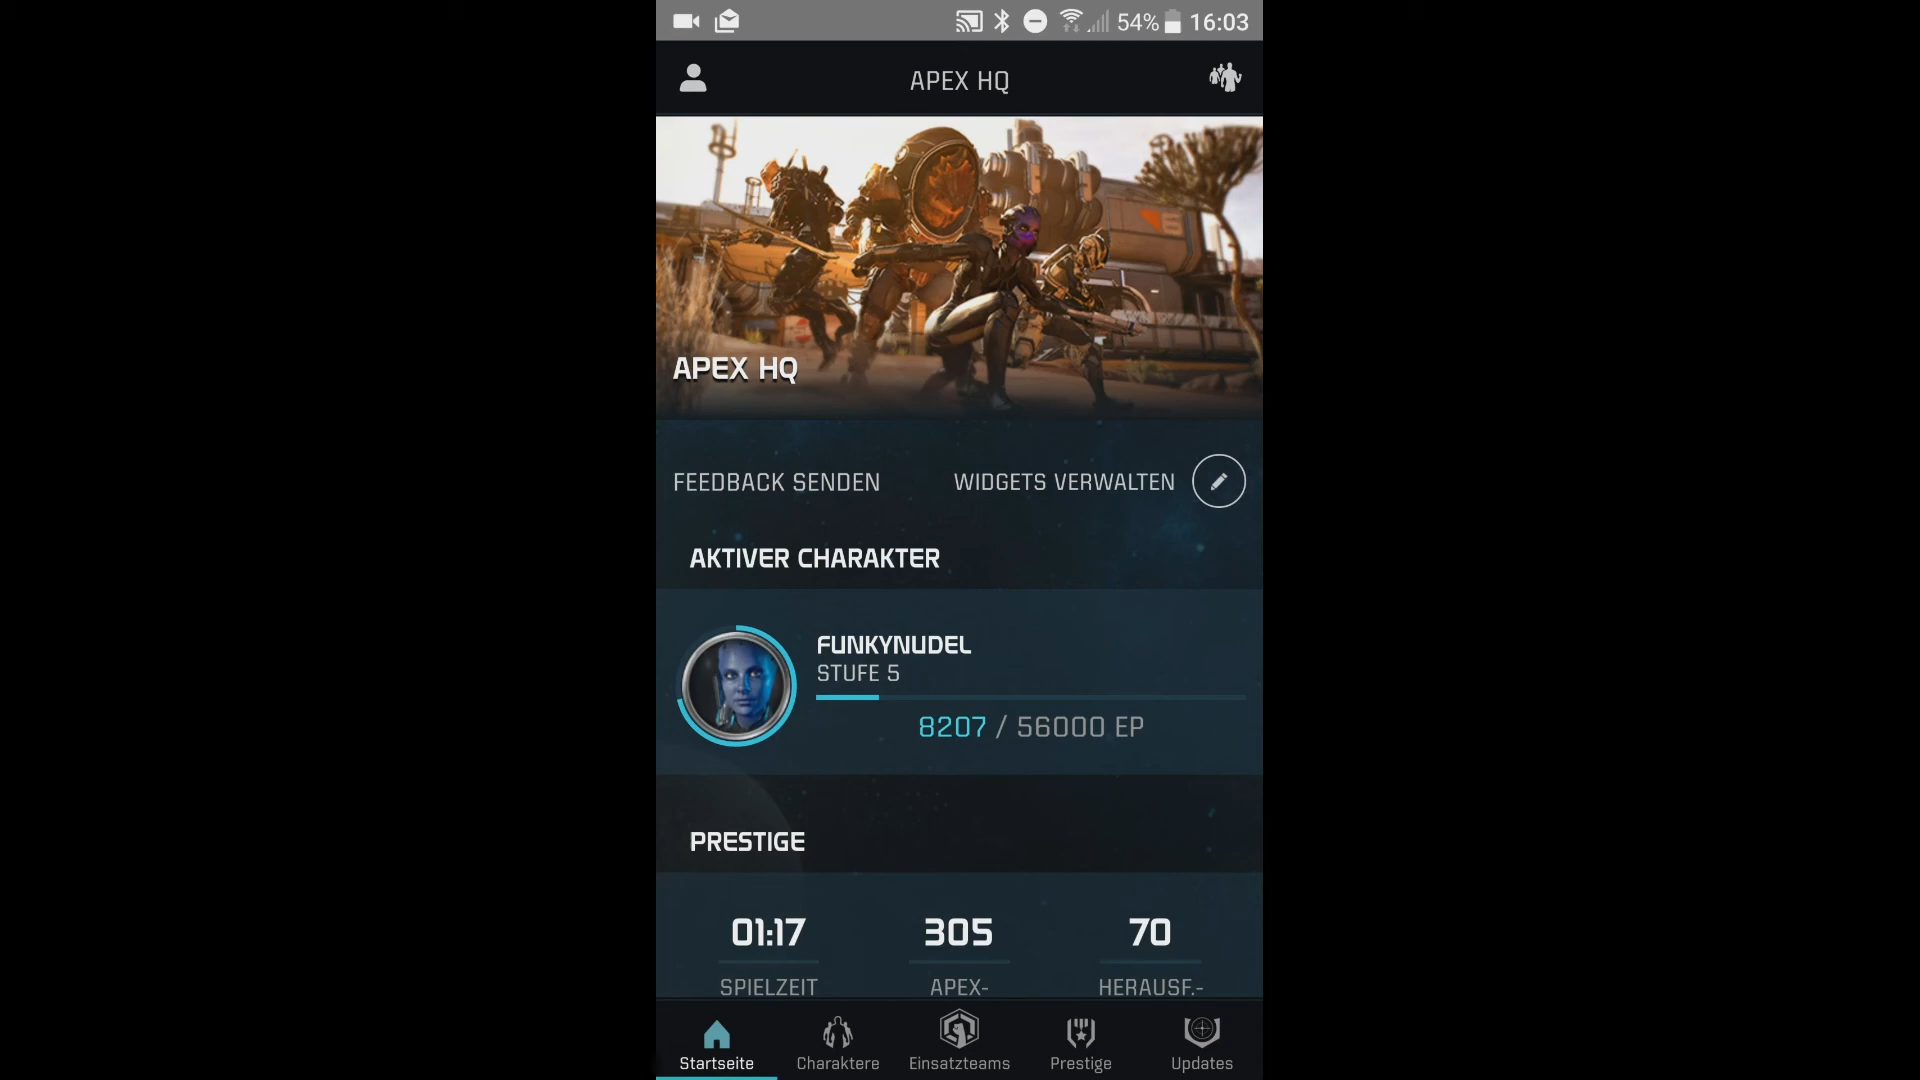 54% 16:03
APEX HQ
6
APEX HQ
FEEDBACK SENDEN
WIDGETS VERWALTEN
AKTIVER CHARAKTER
FUNKYNUDEL
STUFE 5
8207 / 56000 EP
PRESTIGE
01:17 305 70
SPIELZEIT APEX- HERAUSF.-
Startseite Charaktere Einsatzteams Prestige Updates